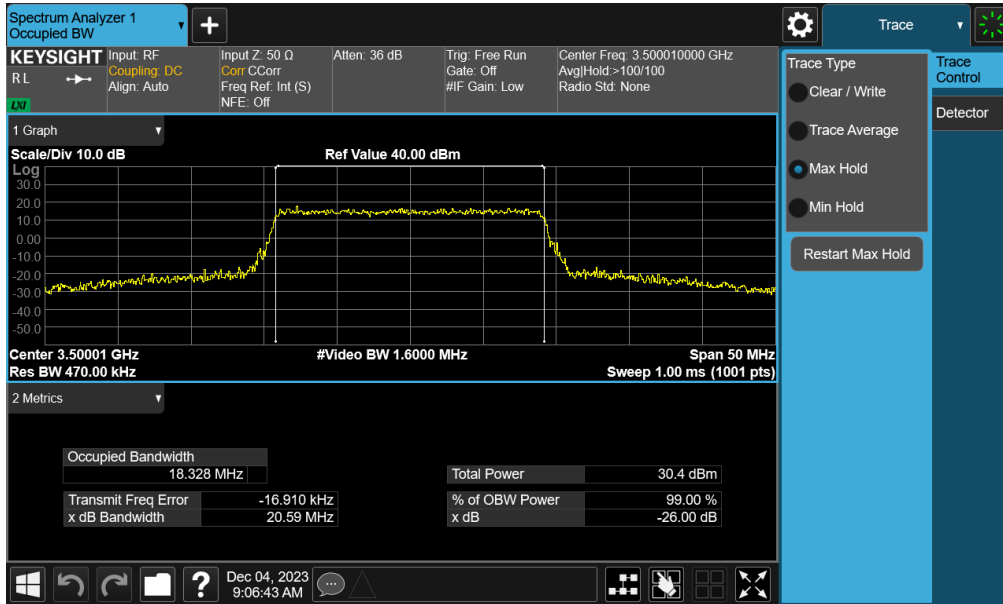 Spectrum Analyzer 1
Occupied BW
Trace
KEYSIGHT
R L
LXI
Input: RF
Coupling: DC
Align: Auto
Input Z: 50 Ω
Corr CCorr
Freq Ref: Int (S)
NFE: Off
Atten: 36 dB
Trig: Free Run
Gate: Off
#IF Gain: Low
Center Freq: 3.500010000 GHz
Avg|Hold:>100/100
Radio Std: None
1 Graph
Scale/Div 10.0 dB
Ref Value 40.00 dBm
Log
30.0
20.0
10.0
0.00
-10.0
-20.0
-30.0
-40.0
-50.0
Center 3.50001 GHz
#Video BW 1.6000 MHz
Span 50 MHz
Res BW 470.00 kHz
Sweep 1.00 ms (1001 pts)
2 Metrics
Occupied Bandwidth
18.328 MHz
Transmit Freq Error -16.910 kHz
x dB Bandwidth 20.59 MHz
Total Power 30.4 dBm
% of OBW Power 99.00 %
x dB -26.00 dB
Dec 04, 2023
9:06:43 AM
Trace Type
Clear / Write
Trace Average
Max Hold
Min Hold
Restart Max Hold
Trace
Control
Detector